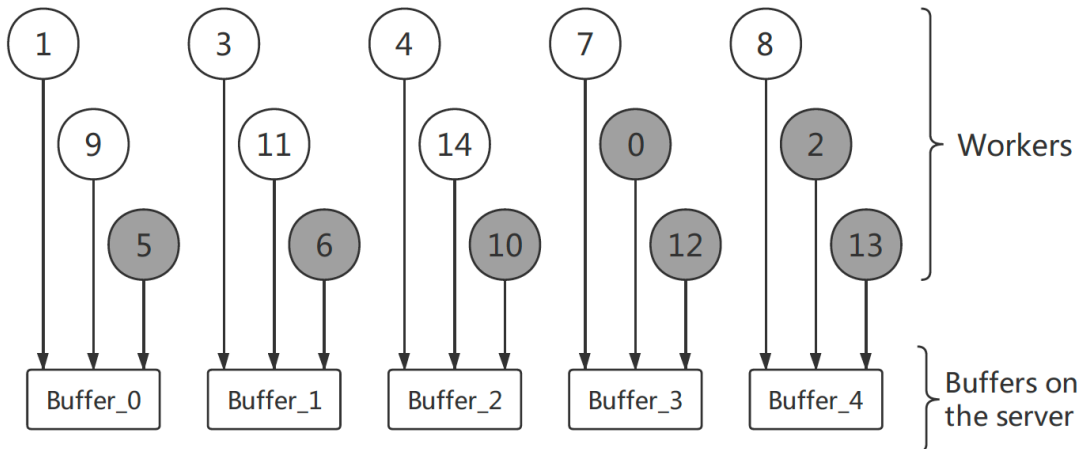 1 3 4 7 8
9 11 14 0 2
Workers
5 6 10 12 13
Buffer_0 Buffer_1 Buffer_2 Buffer_3 Buffer_4
Buffers on
the server